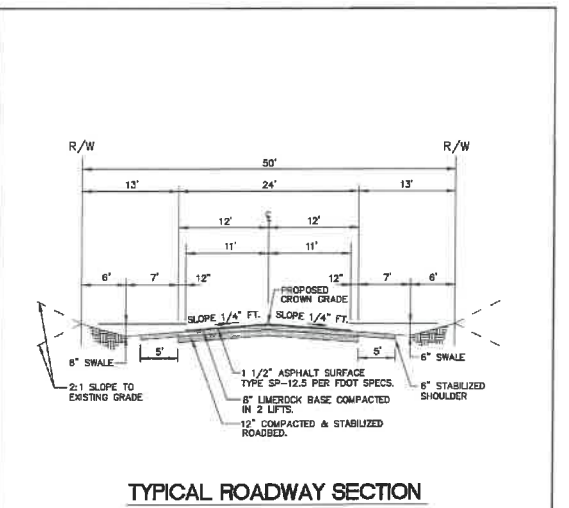 R/W
R/W
50'
13'
24'
13'
12'
12'
11'
11'
6'
7'
12"
12"
7'
6'
PROPOSED
CROWN GRADE
SLOPE 1/4" FT.
SLOPE 1/4" FT.
6" SWALE
5'
5'
6" SWALE
2:1 SLOPE TO
EXISTING GRADE
1 1/2" ASPHALT SURFACE
TYPE SP-12.5 PER FDOT SPECS.
6" STABILIZED
SHOULDER
8" LIMEROCK BASE COMPACTED
IN 2 LIFTS.
12" COMPACTED & STABILIZED
ROADBED.
TYPICAL ROADWAY SECTION